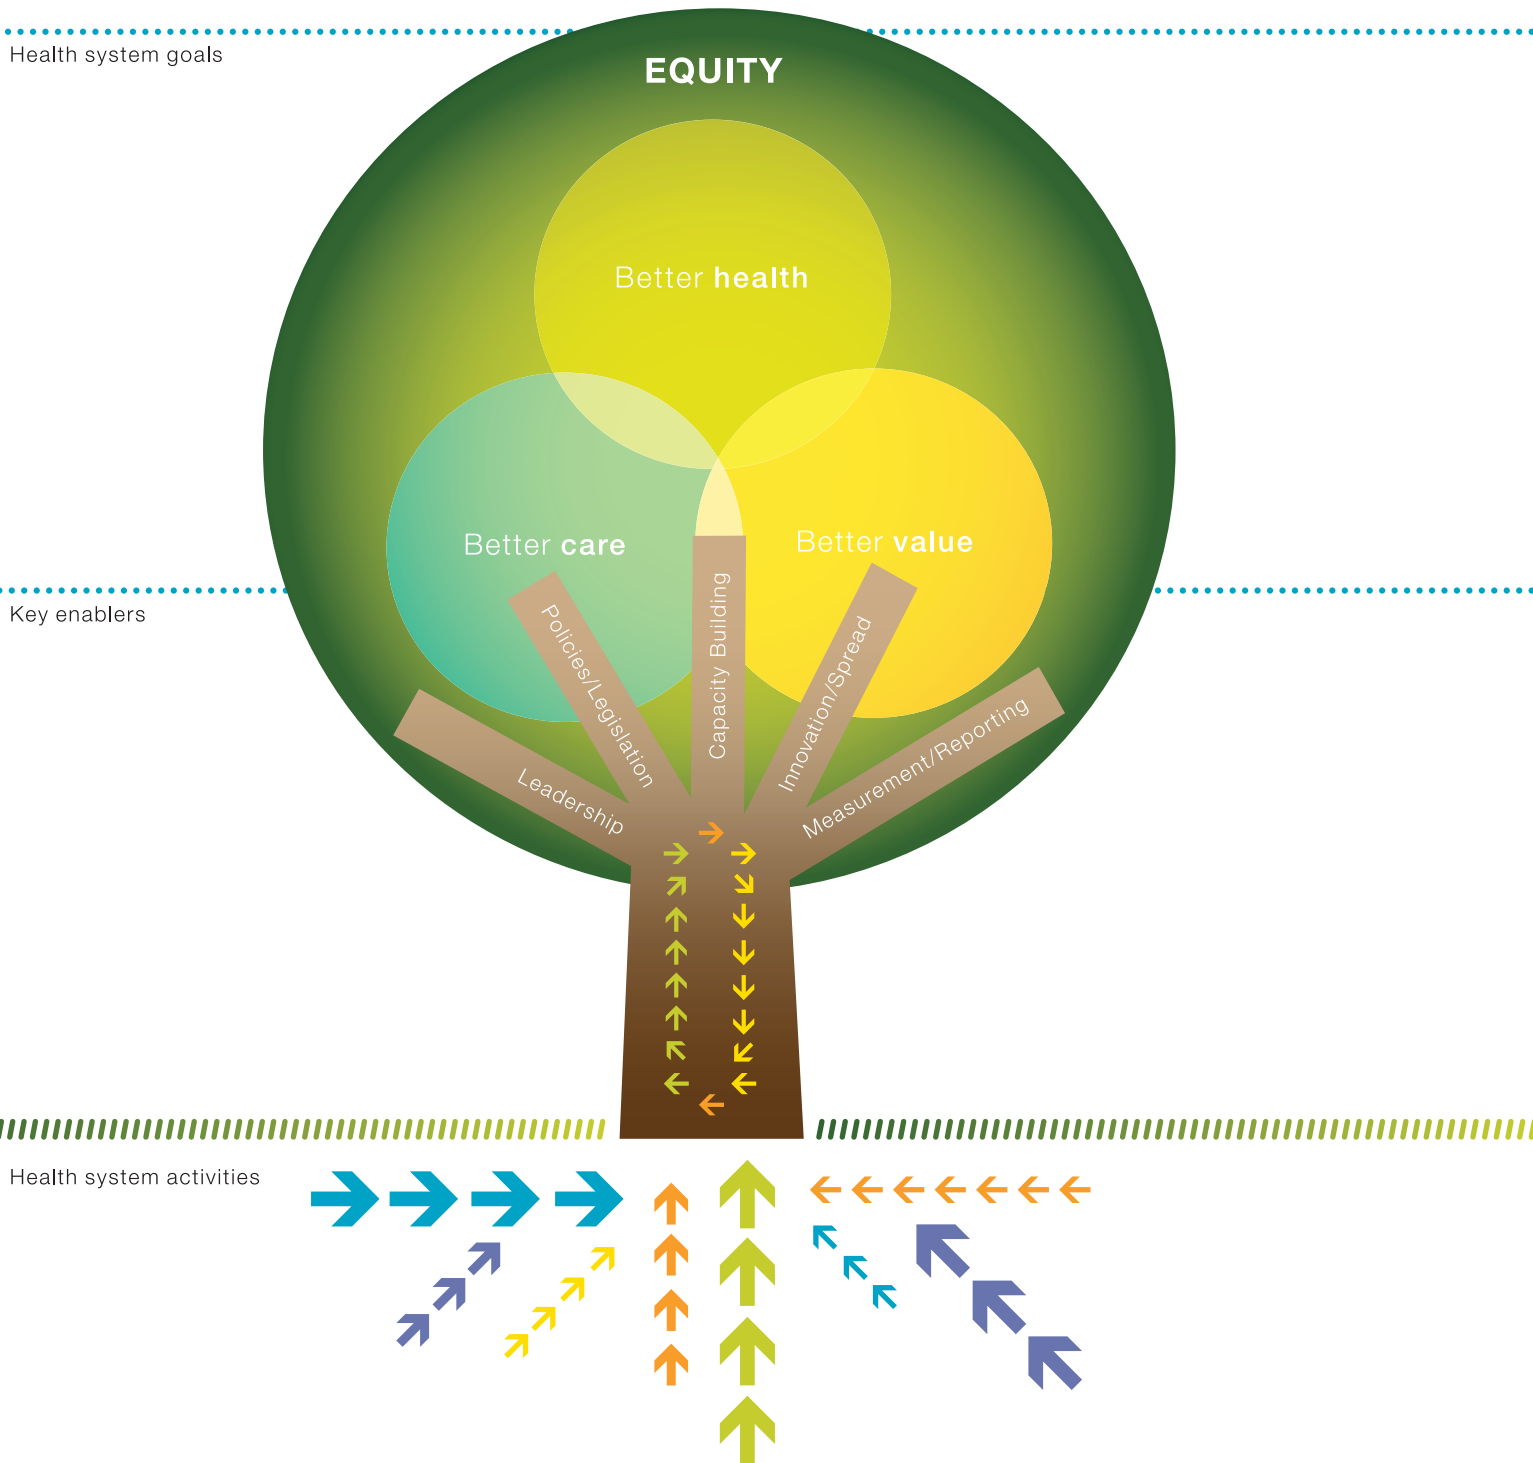 Health system goals
EQUITY
Better health
Better care
Better value
Key enablers
Leadership
Policies/Legislation
Capacity Building
Innovation/Spread
Measurement/Reporting
Health system activities